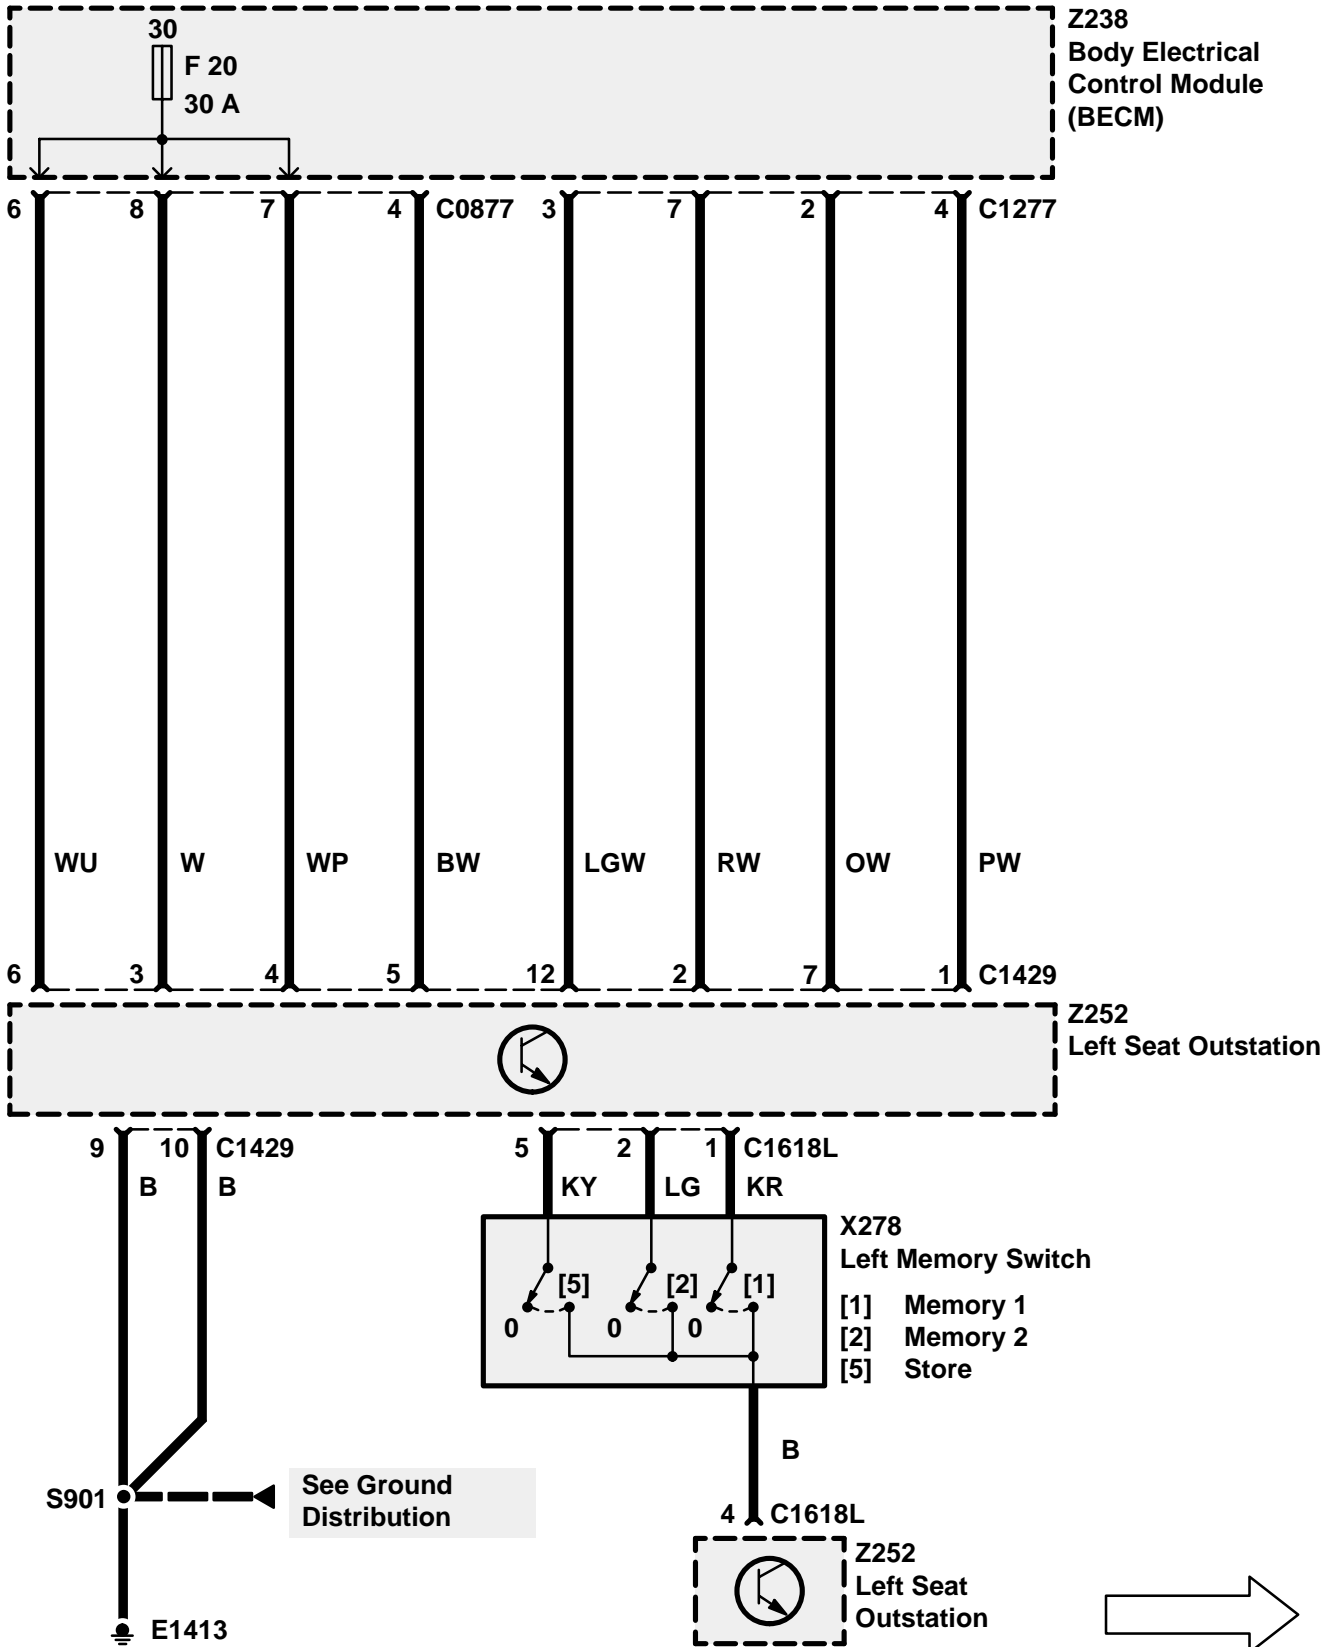 30
F 20
30 A
Z238
Body Electrical
Control Module
(BECM)
6 8 7 4 C0877 3 7 2 4 C1277
WU W WP BW LGW RW OW PW
6 3 4 5 12 2 7 1 C1429
Z252
Left Seat Outstation
9 10 C1429 5 2 1 C1618L
B B KY LG KR
X278
Left Memory Switch
[5] [2] [1]
0 0 0
[1] Memory 1
[2] Memory 2
[5] Store
B
S901
See Ground
Distribution
4 C1618L
Z252
Left Seat
Outstation
E1413